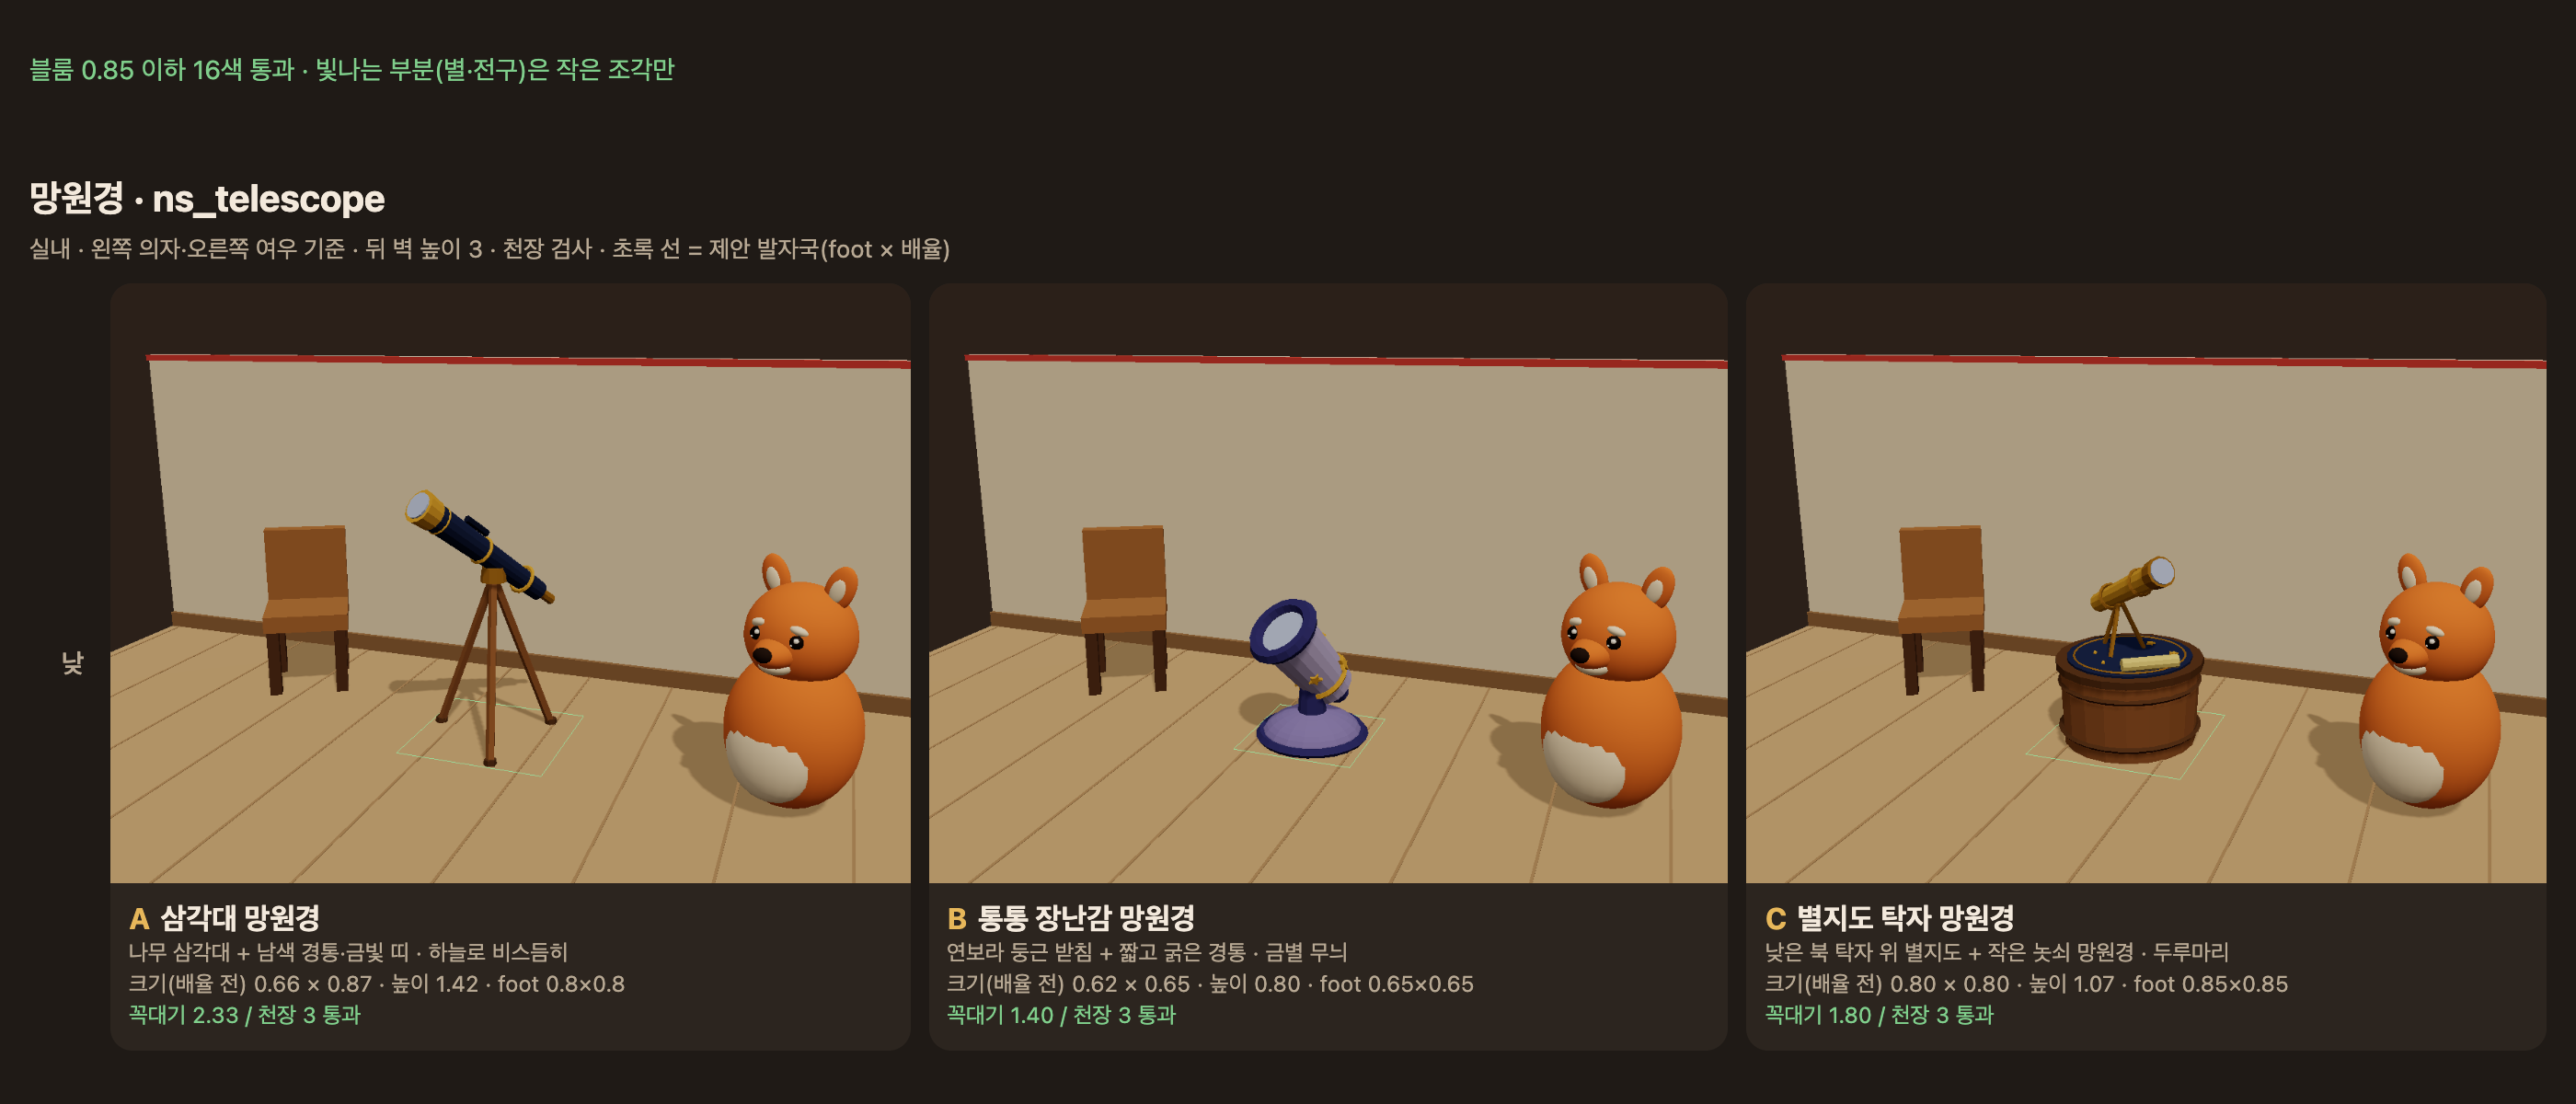 블룸 0.85 이하 16색 통과 · 빛나는 부분(별·전구)은 작은 조각만
망원경 · ns_telescope
실내 · 왼쪽 의자·오른쪽 여우 기준 · 뒤 벽 높이 3 · 천장 검사 · 초록 선 = 제안 발자국(foot × 배율)
낮
A 삼각대 망원경
나무 삼각대 + 남색 경통·금빛 띠 · 하늘로 비스듬히
크기(배율 전) 0.66 × 0.87 · 높이 1.42 · foot 0.8×0.8
꼭대기 2.33 / 천장 3 통과
B 통통 장난감 망원경
연보라 둥근 받침 + 짧고 굵은 경통 · 금별 무늬
크기(배율 전) 0.62 × 0.65 · 높이 0.80 · foot 0.65×0.65
꼭대기 1.40 / 천장 3 통과
C 별지도 탁자 망원경
낮은 북 탁자 위 별지도 + 작은 놋쇠 망원경 · 두루마리
크기(배율 전) 0.80 × 0.80 · 높이 1.07 · foot 0.85×0.85
꼭대기 1.80 / 천장 3 통과